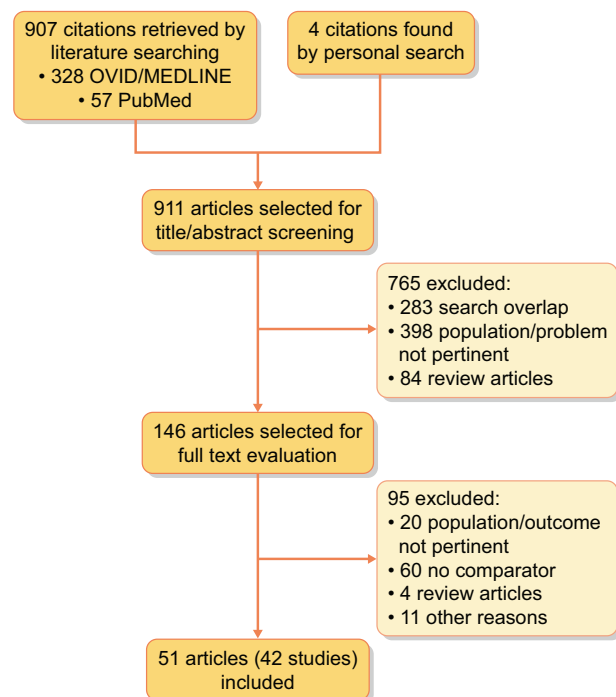 907 citations retrieved by
literature searching
• 328 OVID/MEDLINE
• 57 PubMed
4 citations found
by personal search
911 articles selected for
title/abstract screening
765 excluded:
• 283 search overlap
• 398 population/problem
not pertinent
• 84 review articles
146 articles selected for
full text evaluation
95 excluded:
• 20 population/outcome
not pertinent
• 60 no comparator
• 4 review articles
• 11 other reasons
51 articles (42 studies)
included